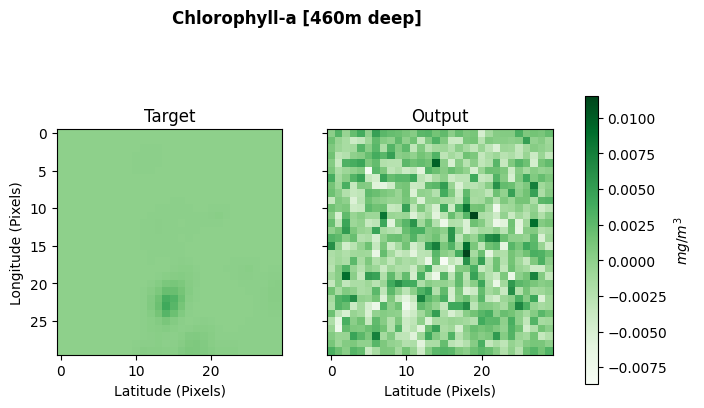 Chlorophyll-a [460m deep]
Target
Output
0
5
10
15
20
25
Longitude (Pixels)
0
20
Latitude (Pixels)
0
20
Latitude (Pixels)
0.0100
0.0075
0.0050
0.0025
0.0000
−0.0025
−0.0050
−0.0075
mg/m³